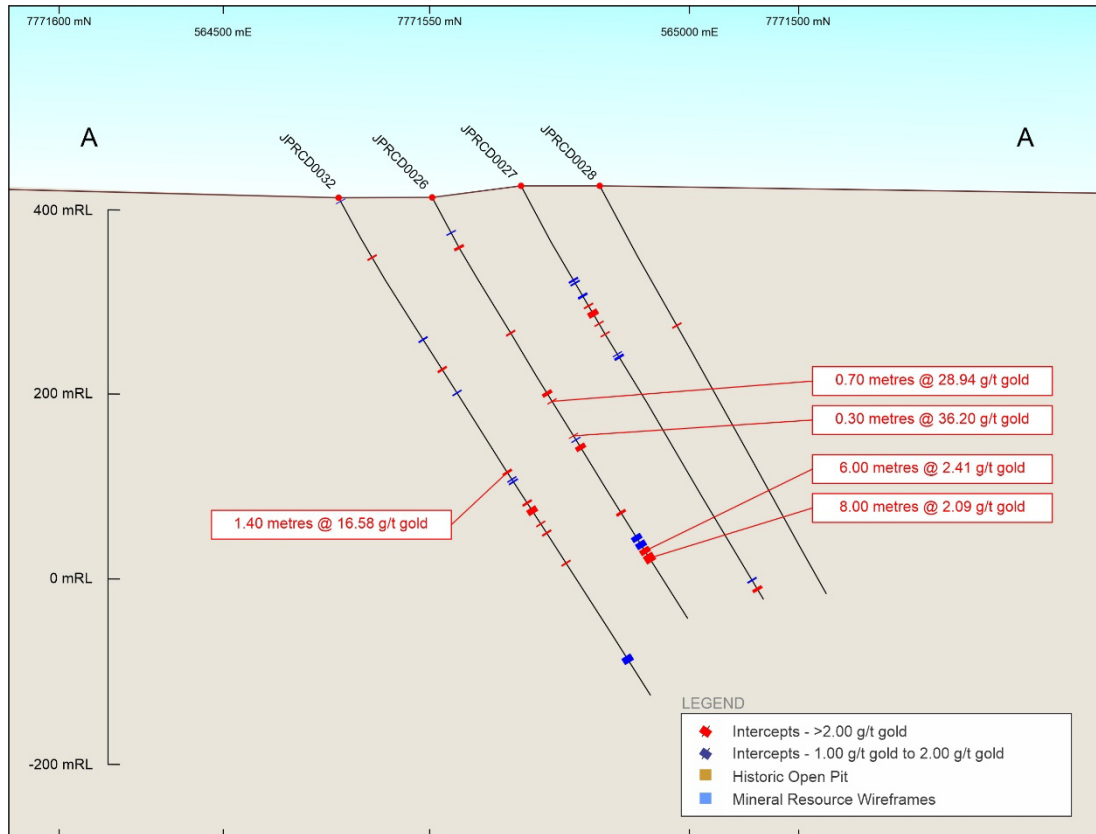 7771600 mN
7771550 mN
7771500 mN
564500 mE
565000 mE
A
A
JPRCD0032
JPRCD0026
JPRCD0027
JPRCD0028
400 mRL
200 mRL
0 mRL
-200 mRL
0.70 metres @ 28.94 g/t gold
0.30 metres @ 36.20 g/t gold
6.00 metres @ 2.41 g/t gold
8.00 metres @ 2.09 g/t gold
1.40 metres @ 16.58 g/t gold
LEGEND
Intercepts - >2.00 g/t gold
Intercepts - 1.00 g/t gold to 2.00 g/t gold
Historic Open Pit
Mineral Resource Wireframes